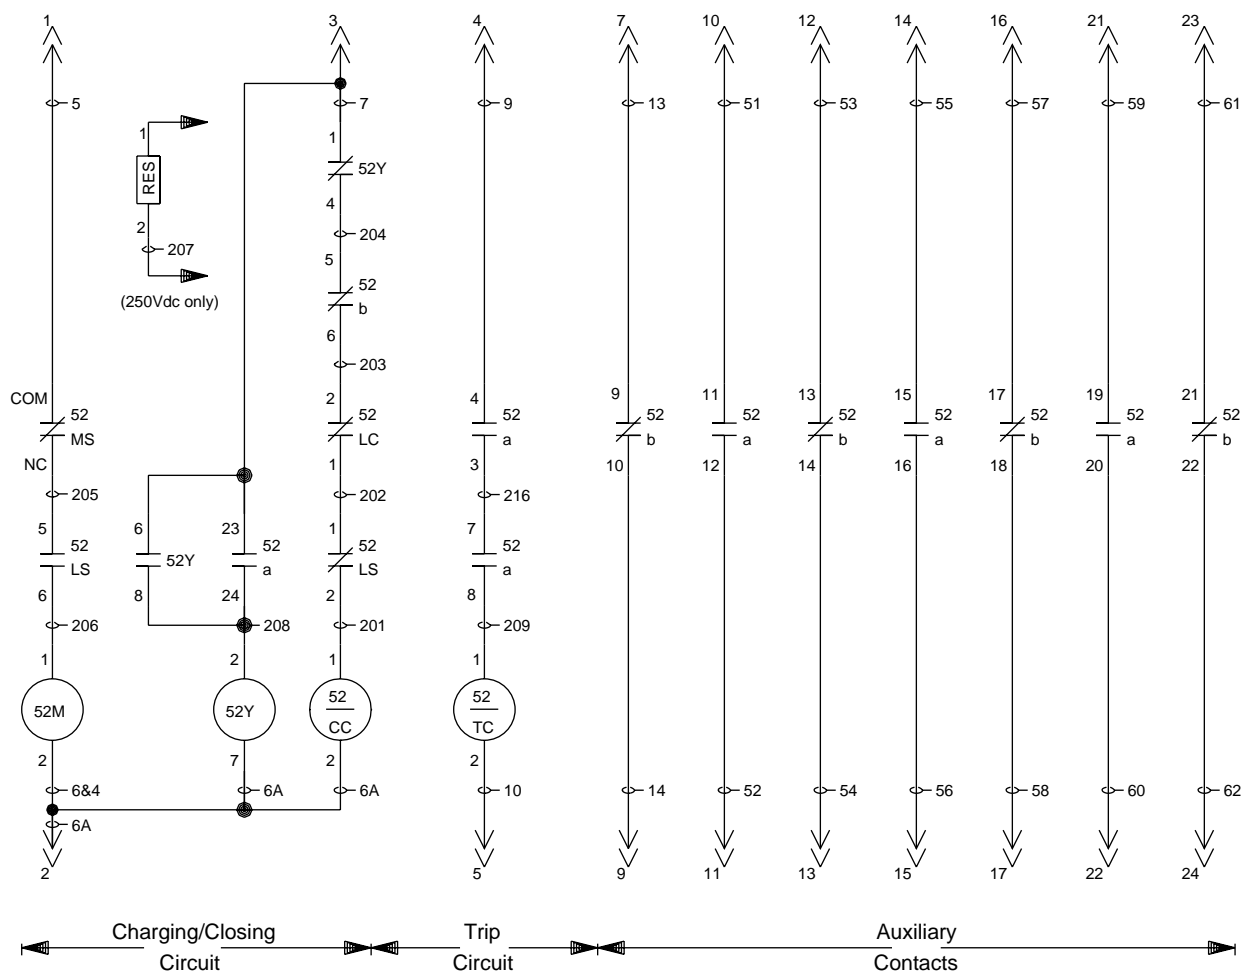 1 3 4 7 10 12 14 16 21 23
5 7 9 13 51 53 55 57 59 61
1 1
52Y
RES
4
2 204
207 5
52
(250Vdc only) b
6
203
COM 2 4 9 11 13 15 17 19 21
52 52 52 52 52 52 52 52 52 52
MS LC a b a b a b a b
NC 1 3 10 12 14 16 18 20 22
205 202 216
5 6 23 1 7
52 52 52 52
52Y
LS a LS a
6 8 24 2 8
206 208 201 209
1 2 1 1
52 52
52M 52Y
CC TC
2 7 2 2
6&4 6A 6A 10 14 52 54 56 58 60 62
6A
2 5 9 11 13 15 17 22 24
Charging/Closing Trip Auxiliary
Circuit Circuit Contacts